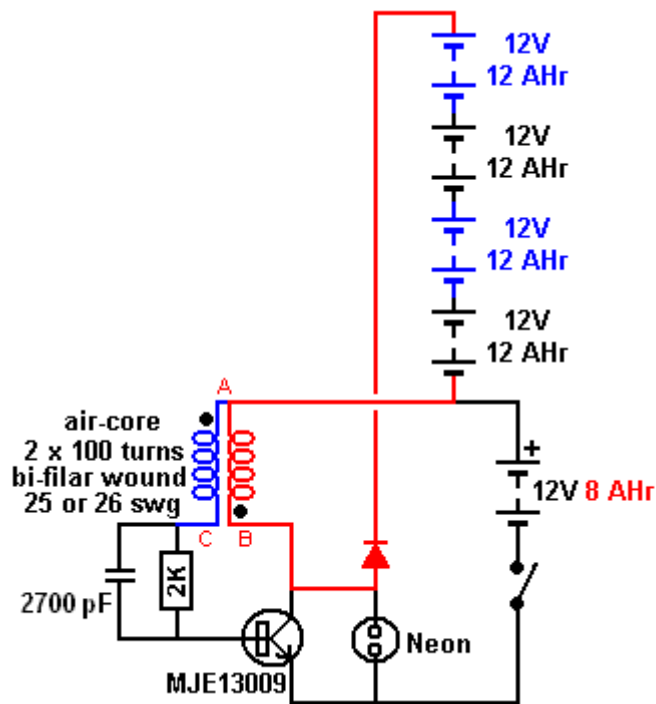 12V
12 AHr
12V
12 AHr
12V
12 AHr
12V
12 AHr
A
air-core
2 x 100 turns
bi-filar wound
25 or 26 swg
+
12V 8 AHr
C
B
2K
2700 pF
Neon
MJE13009